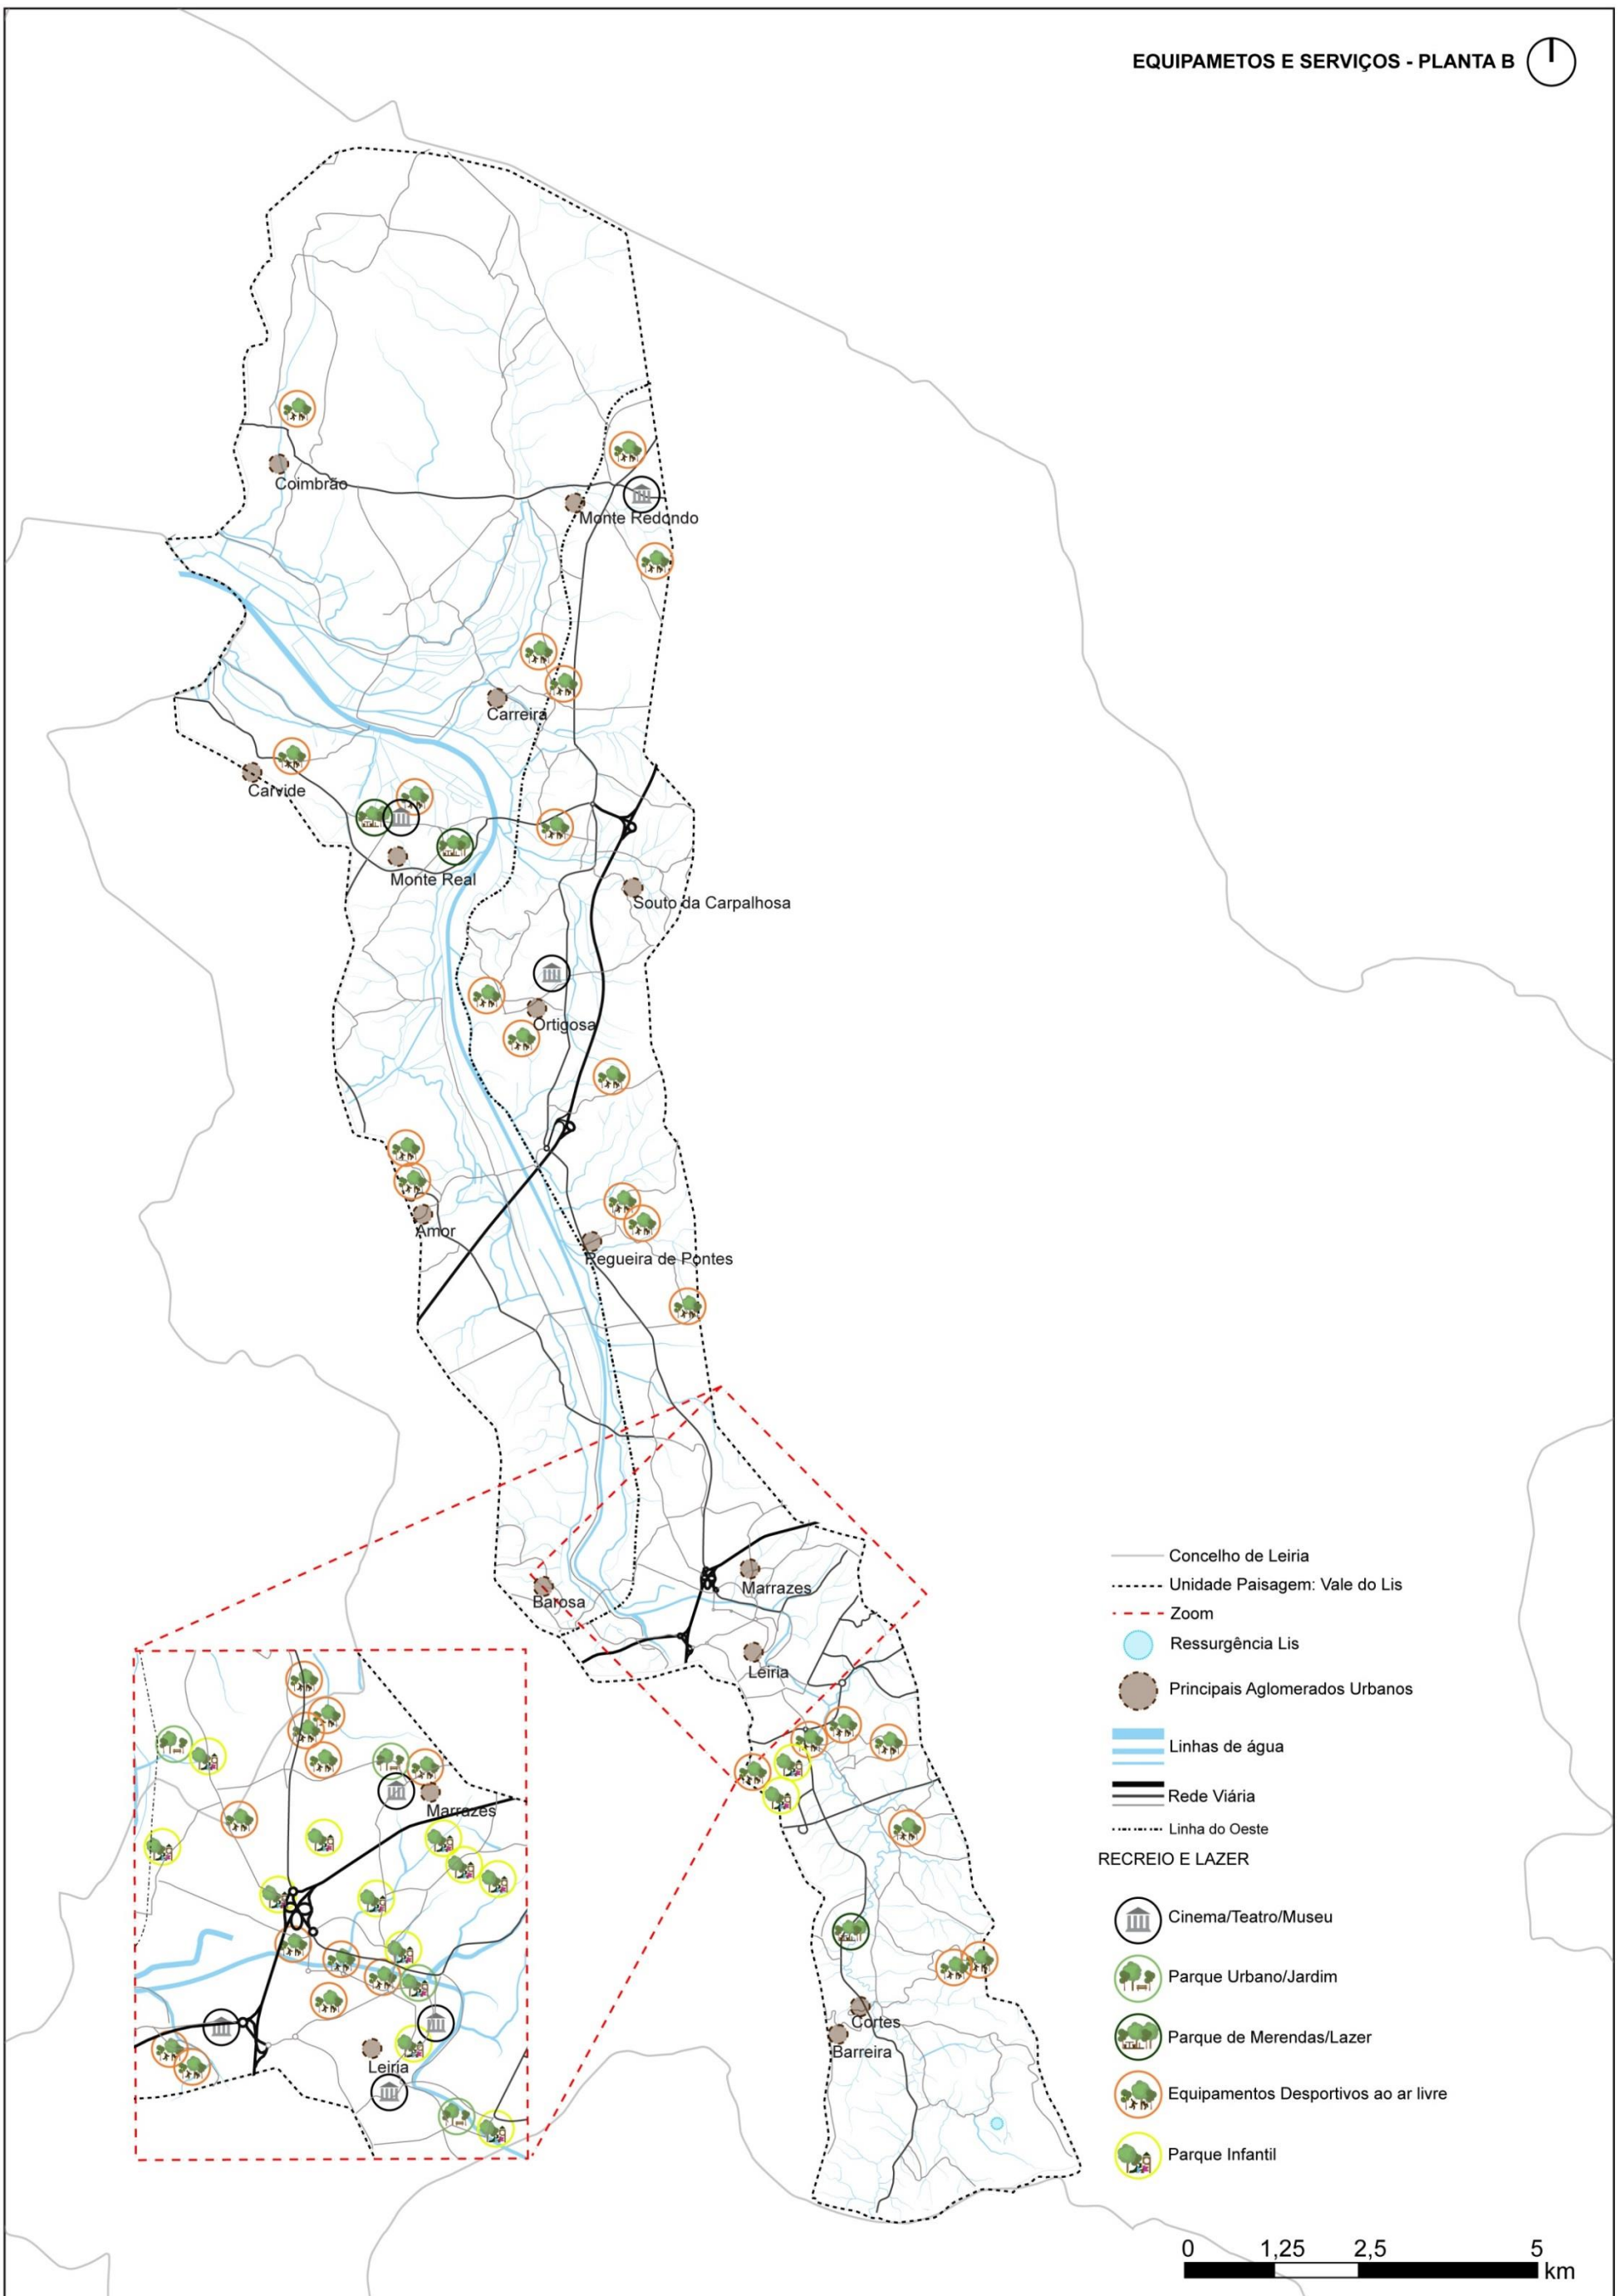 EQUIPAMETOS E SERVIÇOS - PLANTA B
Coimbrão
Monte Redondo
Carreira
Carvide
Monte Real
Souto da Carpalhosa
Ortigosa
Amor
Regueira de Pontes
Marrazes
Barosa
Leiria
Marrazes
Leiria
Cortes
Barreira
Concelho de Leiria
Unidade Paisagem: Vale do Lis
Zoom
Ressurgência Lis
Principais Aglomerados Urbanos
Linhas de água
Rede Viária
Linha do Oeste
RECREIO E LAZER
Cinema/Teatro/Museu
Parque Urbano/Jardim
Parque de Merendas/Lazer
Equipamentos Desportivos ao ar livre
Parque Infantil
0 1,25 2,5 5
km